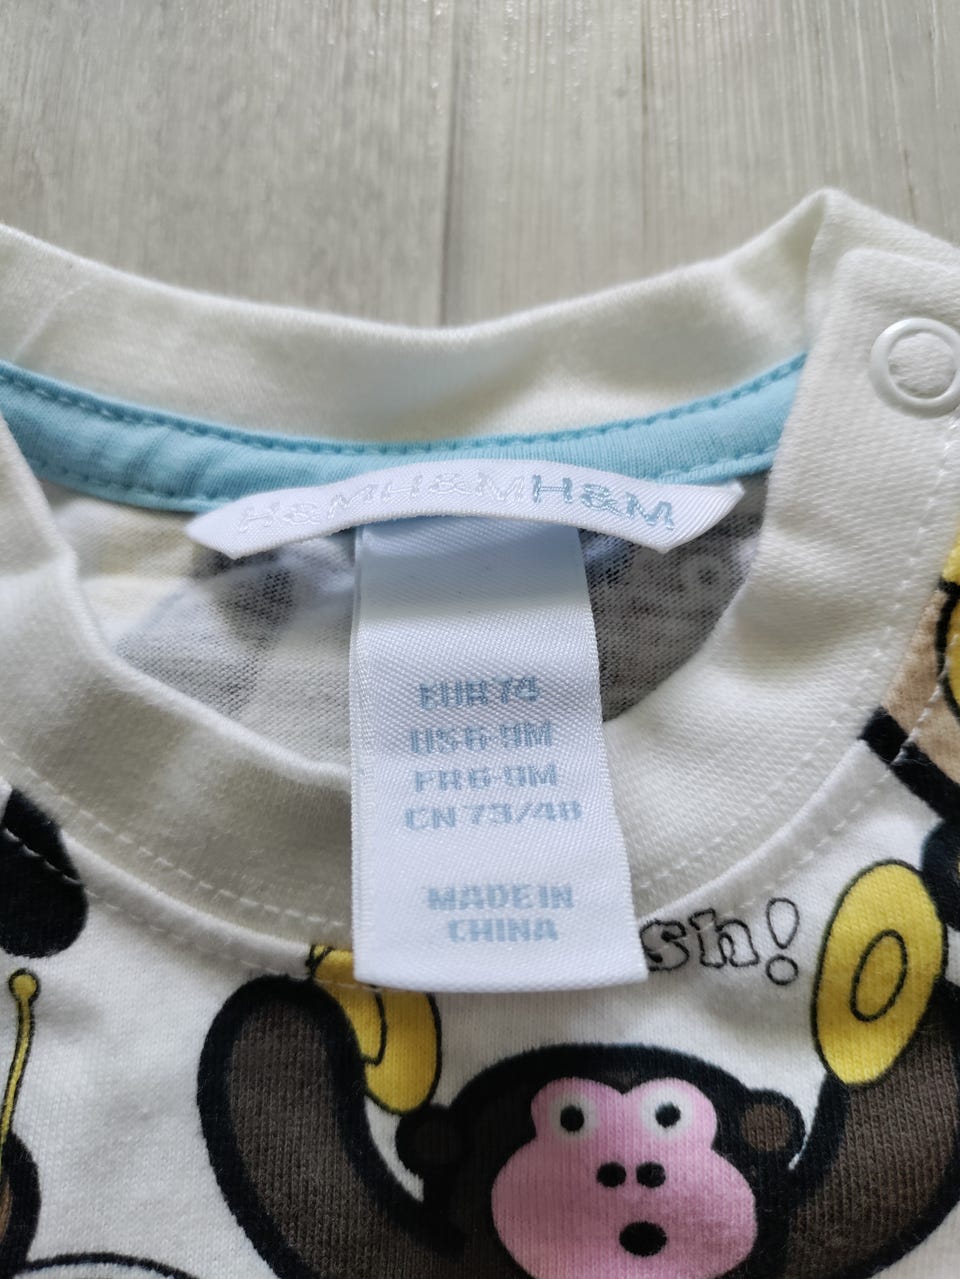 H&MH&MH&M
EUR 74
US 6-9M
FR 6-9M
CN 73/48
MADE IN
CHINA
sh!